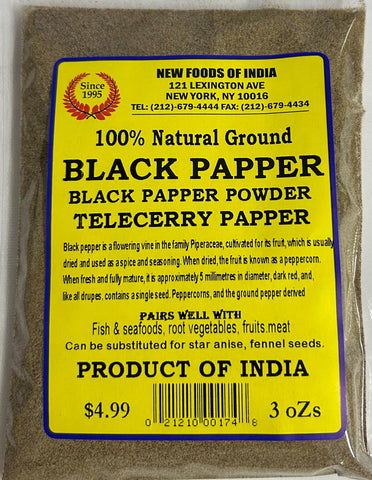 Since
1995
NEW FOODS OF INDIA
121 LEXINGTON AVE
NEW YORK, NY 10016
TEL: (212)-679-4444 FAX: (212)-679-4434
100% Natural Ground
BLACK PAPPER
BLACK PAPPER POWDER
TELECERRY PAPPER
Black pepper is a flowering vine in the family Piperaceae, cultivated for its fruit, which is usually
dried and used as a spice and seasoning. When dried, the fruit is known as a peppercorn.
When fresh and fully mature, it is approximately 5 millimetres in diameter, dark red, and,
like all drupes, contains a single seed. Peppercorns, and the ground pepper derived
PAIRS WELL WITH
Fish & seafoods, root vegetables, fruits.meat
Can be substituted for star anise, fennel seeds.
PRODUCT OF INDIA
$4.99
0 21210 00174 8
3 oZs